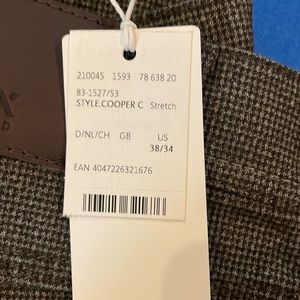 210045 1593 78 638 20
83-1527/53
STYLE.COOPER C Stretch
D/NL/CH GB US
38/34
EAN 4047226321676
X
D